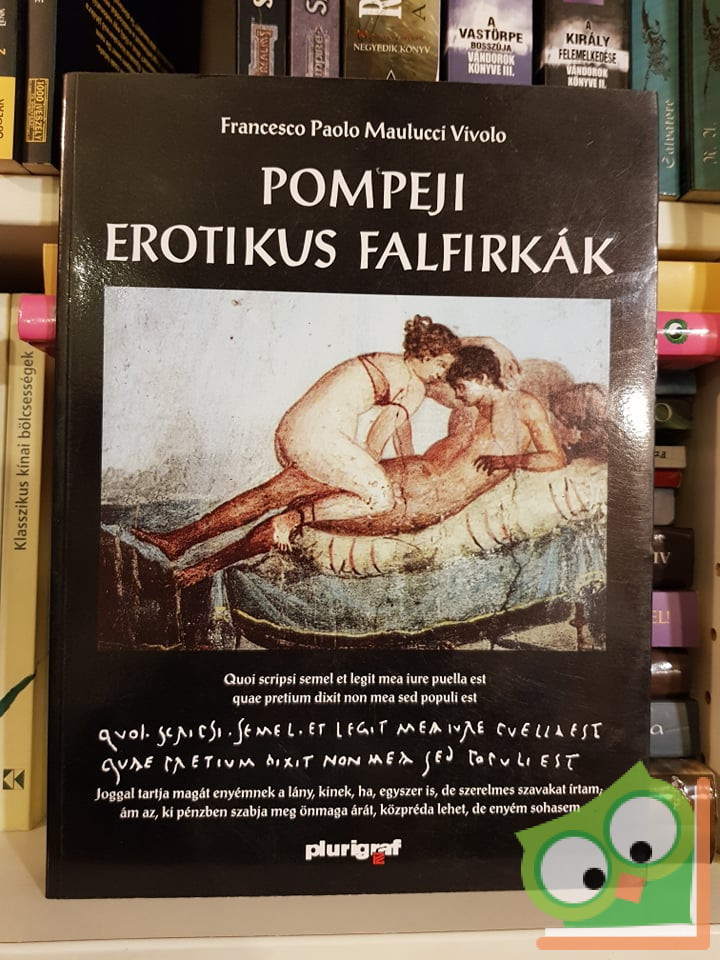 NEGYEDIK KÖNYV
A
VASTÖRPE
BOSSZÚJA
VÁNDOROK
KÖNYVE III.
A
KIRÁLY
FELEMELKEDÉSE
VÁNDOROK
KÖNYVE II.
1000 VESZÉLY
Salvatore
R. A.
Klasszikus kínai bölcsességek
Francesco Paolo Maulucci Vivolo
POMPEJI
EROTIKUS FALFIRKÁK
Quoi scripsi semel et legit mea iure puella est
quae pretium dixit non mea sed populi est
QUOI. SCRIPSI. SEMEL. ET LEGIT MEA IURE PUELLA EST
QUAE PRETIUM DIXIT NON MEA SED POPULI EST
Joggal tartja magát enyémnek a lány, kinek, ha, egyszer is, de szerelmes szavakat írtam,
ám az, ki pénzben szabja meg önmaga árát, közpréda lehet, de enyém sohasem
plurigraf